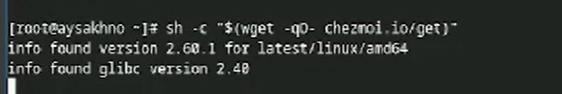 [root@aysakhno ~]# sh -c "$(wget -qO- chezmoi.io/get)"
info found version 2.60.1 for latest/linux/amd64
info found glibc version 2.40